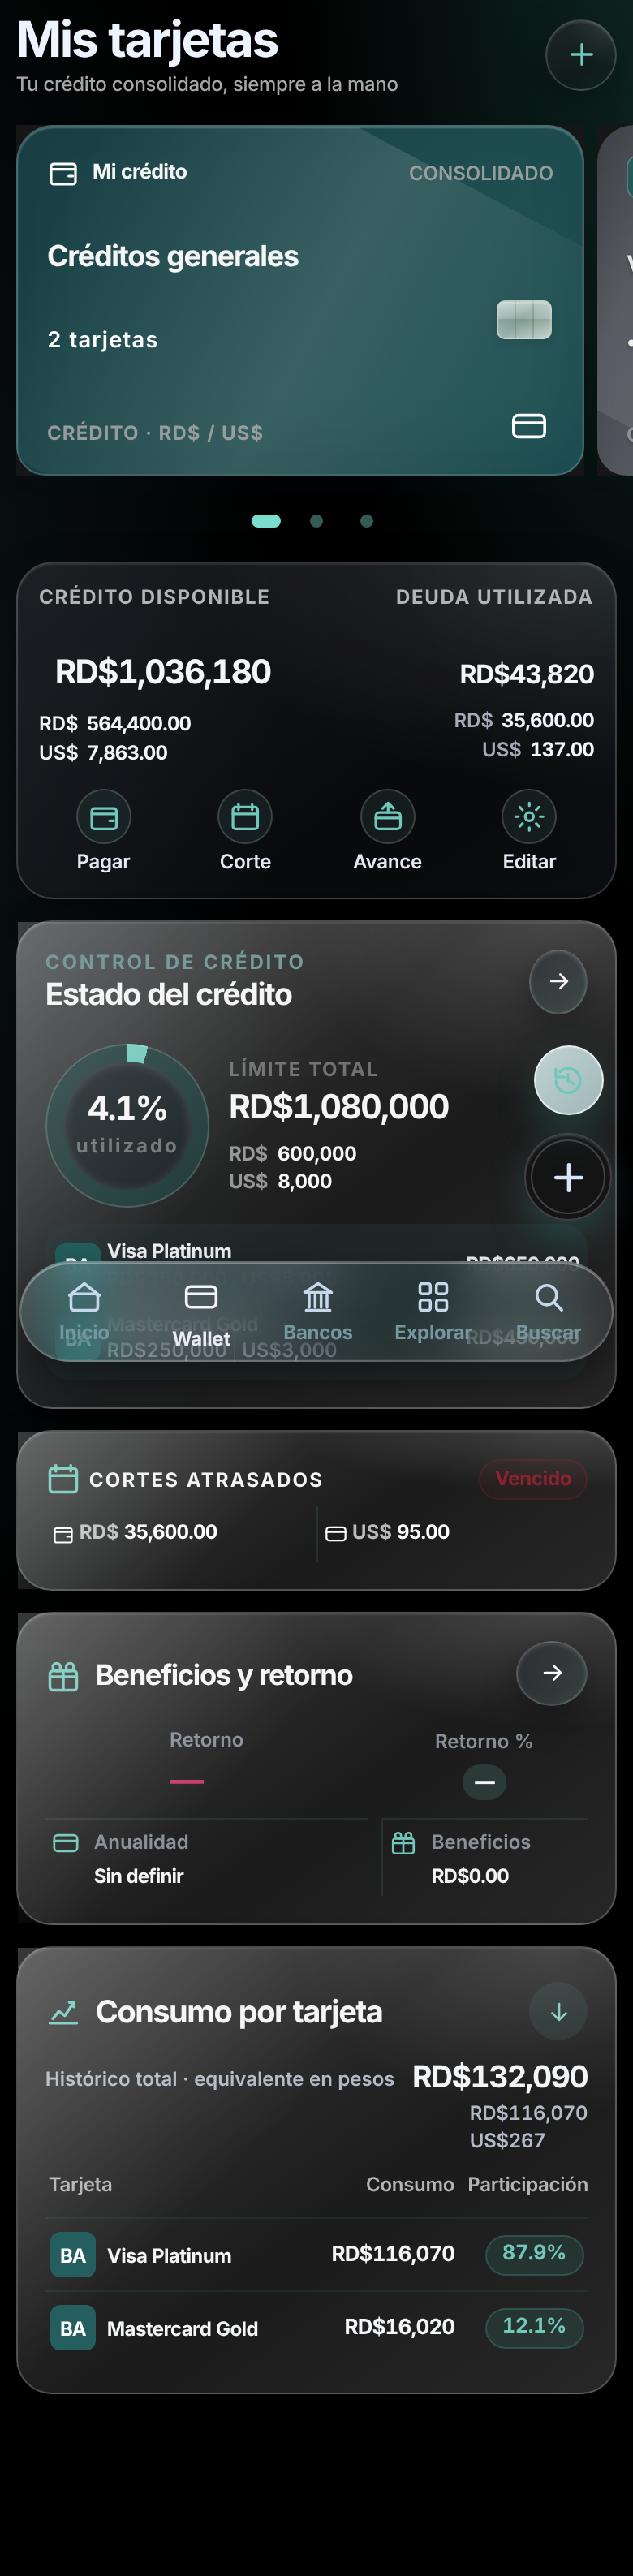 Mis tarjetas
Tu crédito consolidado, siempre a la mano
Mi crédito
CONSOLIDADO
Créditos generales
2 tarjetas
CRÉDITO · RD$ / US$
CRÉDITO DISPONIBLE
DEUDA UTILIZADA
RD$1,036,180
RD$43,820
RD$ 564,400.00
RD$ 35,600.00
US$ 7,863.00
US$ 137.00
Pagar
Corte
Avance
Editar
CONTROL DE CRÉDITO
Estado del crédito
4.1%
utilizado
LÍMITE TOTAL
RD$1,080,000
RD$ 600,000
US$ 8,000
BA
Visa Platinum
Mastercard Gold
BA
RD$250,000 US$3,000
Inicio
Wallet
Bancos
Explorar
Buscar
CORTES ATRASADOS
Vencido
RD$ 35,600.00
US$ 95.00
Beneficios y retorno
Retorno
Retorno %
—
—
Anualidad
Beneficios
Sin definir
RD$0.00
Consumo por tarjeta
Histórico total · equivalente en pesos
RD$132,090
RD$116,070
US$267
Tarjeta
Consumo
Participación
BA
Visa Platinum
RD$116,070
87.9%
BA
Mastercard Gold
RD$16,020
12.1%